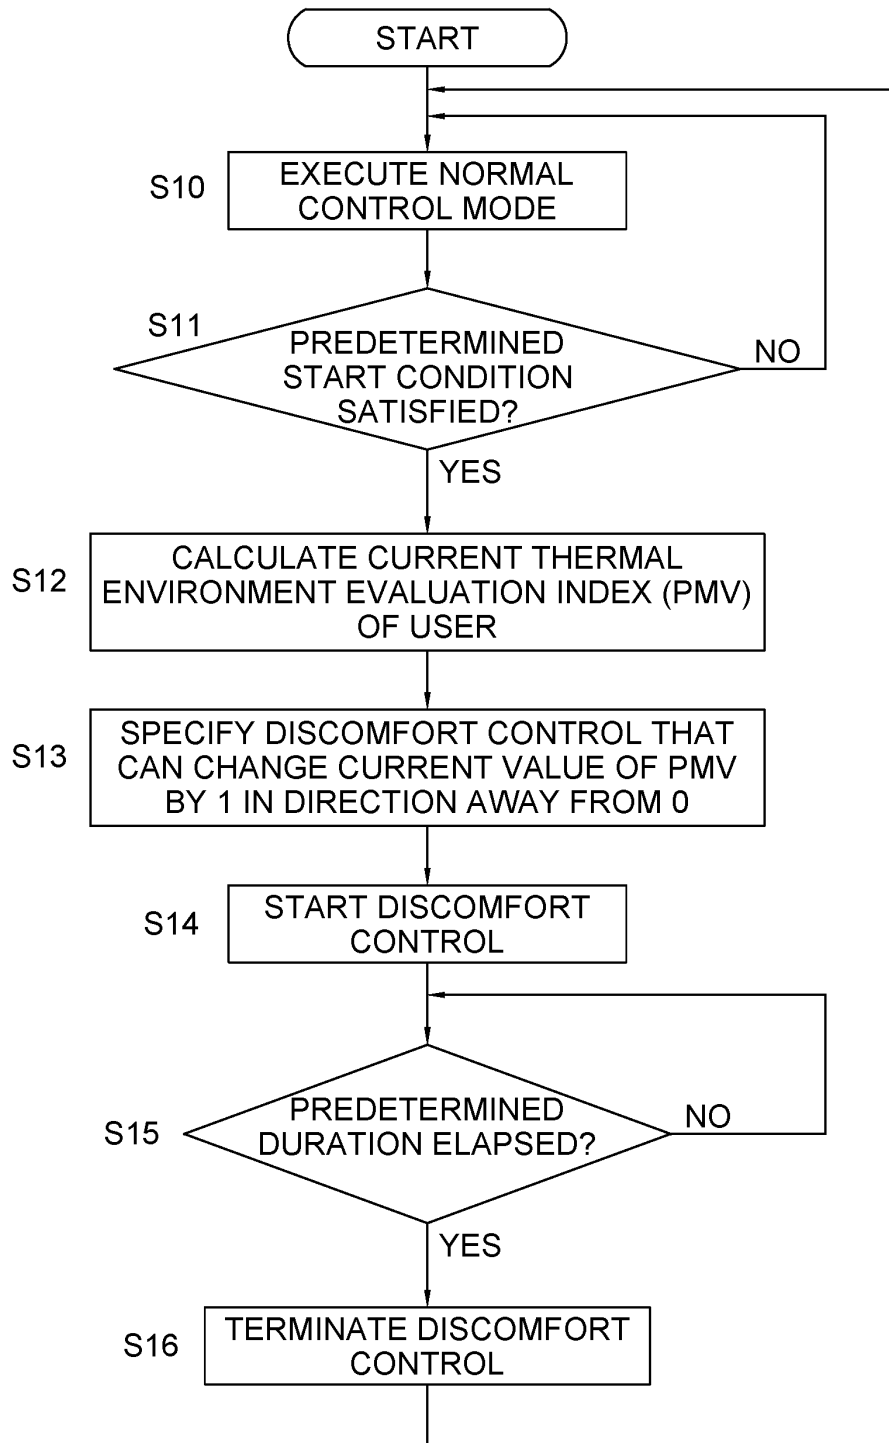 START
S10
EXECUTE NORMAL
CONTROL MODE
S11
PREDETERMINED
START CONDITION
SATISFIED?
NO
YES
S12
CALCULATE CURRENT THERMAL
ENVIRONMENT EVALUATION INDEX (PMV)
OF USER
S13
SPECIFY DISCOMFORT CONTROL THAT
CAN CHANGE CURRENT VALUE OF PMV
BY 1 IN DIRECTION AWAY FROM 0
S14
START DISCOMFORT
CONTROL
S15
PREDETERMINED
DURATION ELAPSED?
NO
YES
S16
TERMINATE DISCOMFORT
CONTROL